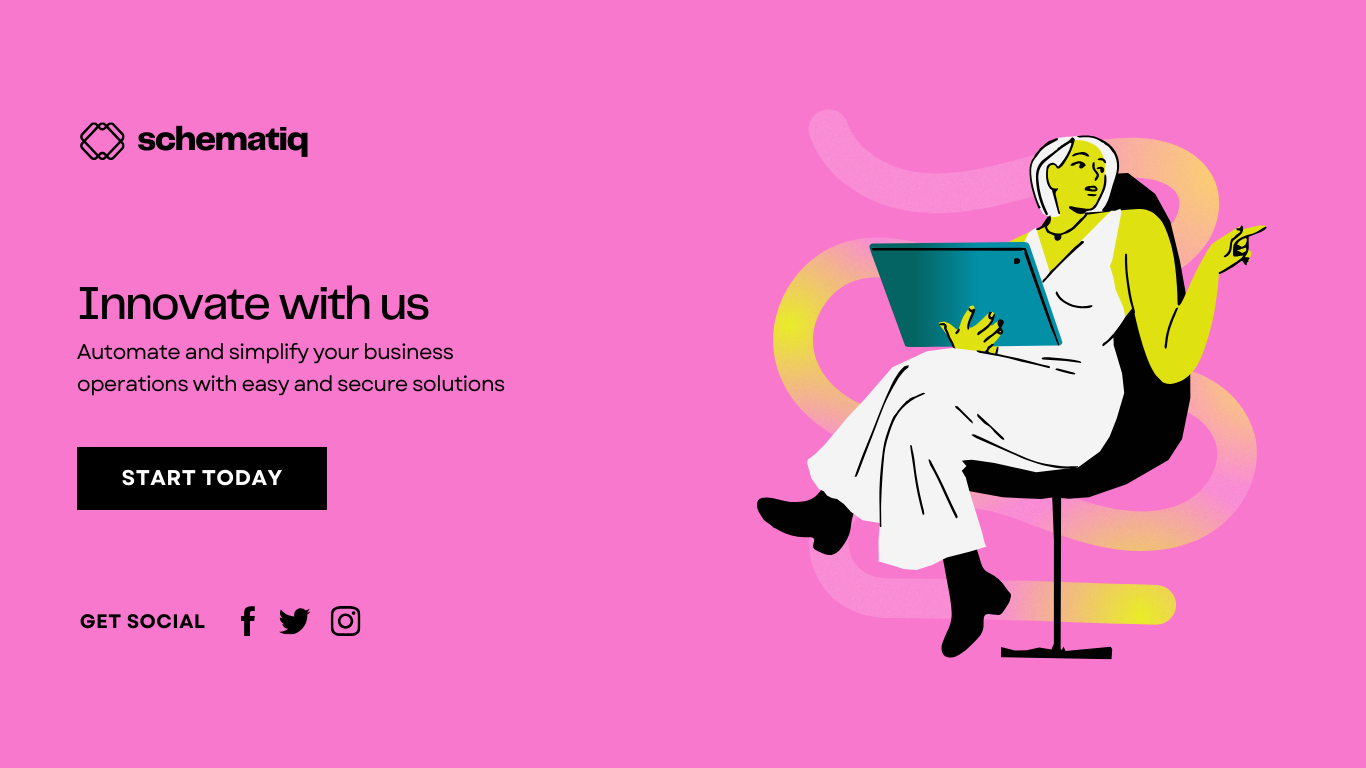 schematiq
Innovate with us
Automate and simplify your business
operations with easy and secure solutions
START TODAY
GET SOCIAL